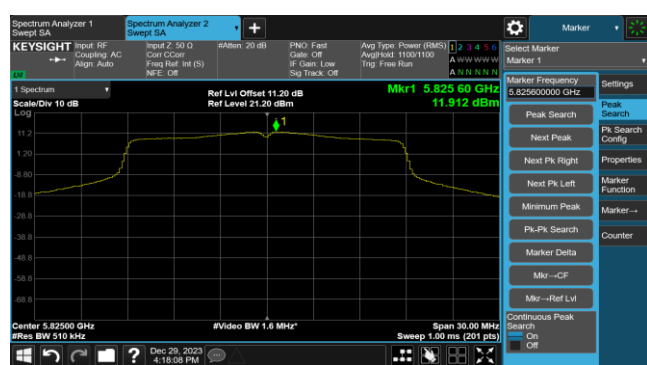 Spectrum Analyzer 1
Swept SA
Spectrum Analyzer 2
Swept SA
Marker
KEYSIGHT
Input: RF
Coupling: AC
Align: Auto
Input Z: 50 Ω
Corr CCorr
Freq Ref: Int (S)
NFE: Off
#Atten: 20 dB
PNO: Fast
Gate: Off
IF Gain: Low
Sig Track: Off
Avg Type: Power (RMS)
Avg|Hold: 1100/1100
Trig: Free Run
1 2 3 4 5 6
A W W W W W
A N N N N N
Select Marker
Marker 1
1 Spectrum
Scale/Div 10 dB
Log
Ref Lvl Offset 11.20 dB
Ref Level 21.20 dBm
Mkr1 5.825 60 GHz
11.912 dBm
1
11.2
1.20
-8.80
-18.8
-28.8
-38.8
-48.8
-58.8
-68.8
Center 5.82500 GHz
#Res BW 510 kHz
#Video BW 1.6 MHz*
Span 30.00 MHz
Sweep 1.00 ms (201 pts)
Dec 29, 2023
4:18:08 PM
Marker Frequency
5.825600000 GHz
Peak Search
Next Peak
Next Pk Right
Next Pk Left
Minimum Peak
Pk-Pk Search
Marker Delta
Mkr→CF
Mkr→Ref Lvl
Continuous Peak
Search
On
Off
Settings
Peak
Search
Pk Search
Config
Properties
Marker
Function
Marker→
Counter